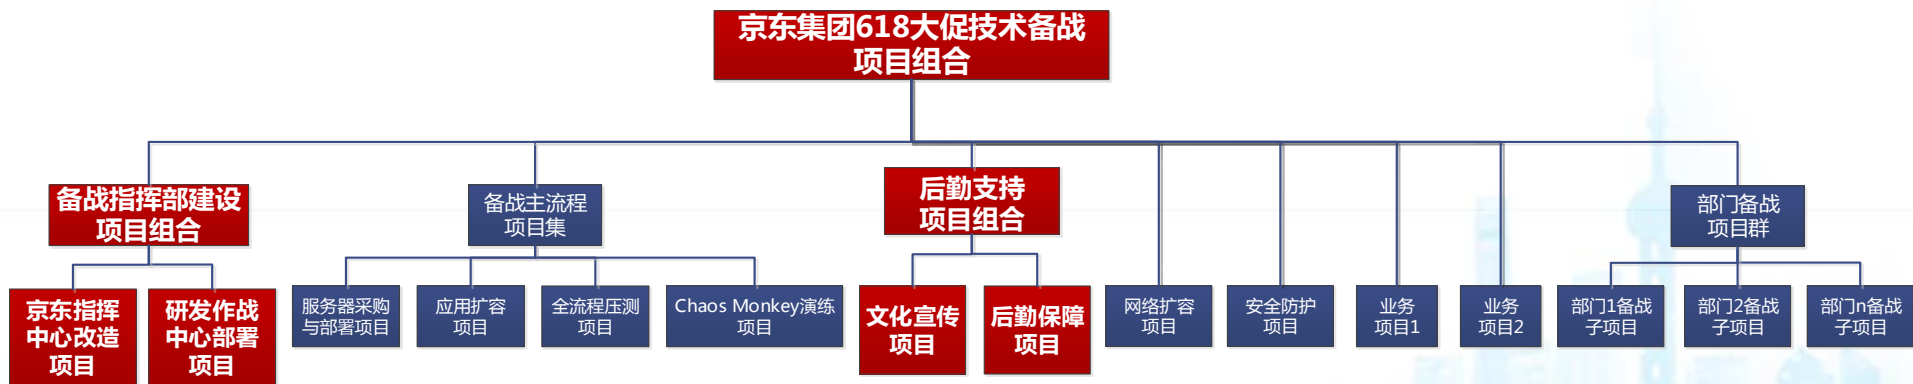 京东集团618大促技术备战
项目组合
备战指挥部建设
项目组合
备战主流程
项目集
后勤支持
项目组合
部门备战
项目群
京东指挥
中心改造
项目
研发作战
中心部署
项目
服务器采购
与部署项目
应用扩容
项目
全流程压测
项目
Chaos Monkey演练
项目
文化宣传
项目
后勤保障
项目
网络扩容
项目
安全防护
项目
业务
项目1
业务
项目2
部门1备战
子项目
部门2备战
子项目
部门n备战
子项目